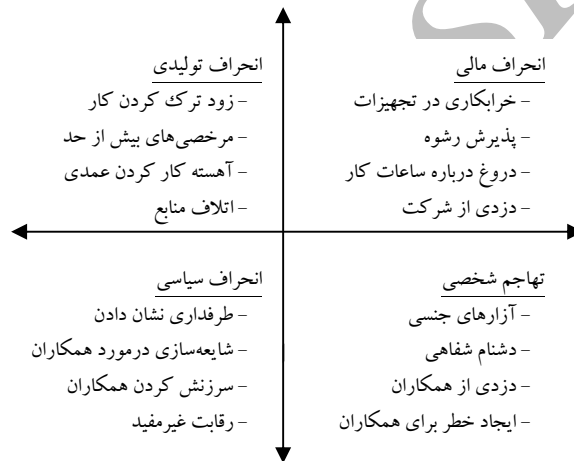 انحراف مالی
- خرابکاری در تجهیزات
- پذیرش رشوه
- دروغ درباره ساعات کار
- دزدی از شرکت
انحراف تولیدی
- زود ترک کردن کار
- مرخصی‌های بیش از حد
- آهسته کار کردن عمدی
- اتلاف منابع
تهاجم شخصی
- آزارهای جنسی
- دشنام شفاهی
- دزدی از همکاران
- ایجاد خطر برای همکاران
انحراف سیاسی
- طرفداری نشان دادن
- شایعه‌سازی درمورد همکاران
- سرزنش کردن همکاران
- رقابت غیرمفید